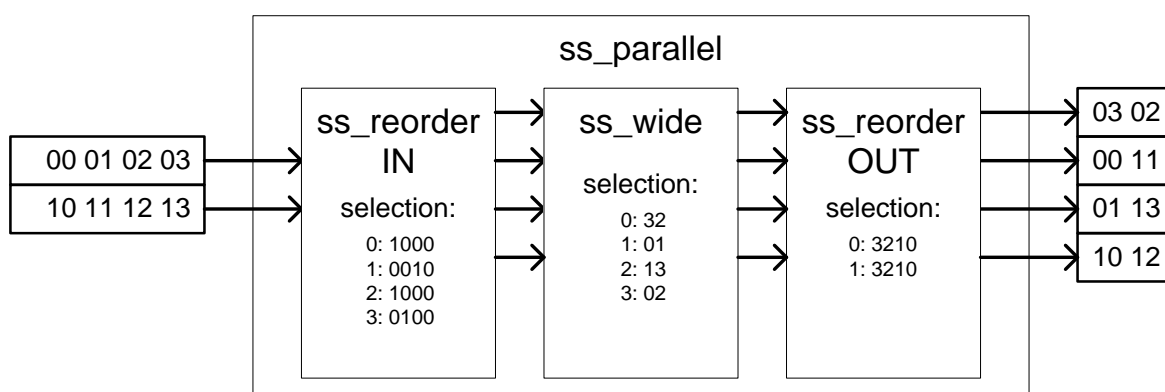 ss_parallel
00 01 02 03
10 11 12 13
ss_reorder
IN
selection:
0: 1000
1: 0010
2: 1000
3: 0100
ss_wide
selection:
0: 32
1: 01
2: 13
3: 02
ss_reorder
OUT
selection:
0: 3210
1: 3210
03 02
00 11
01 13
10 12